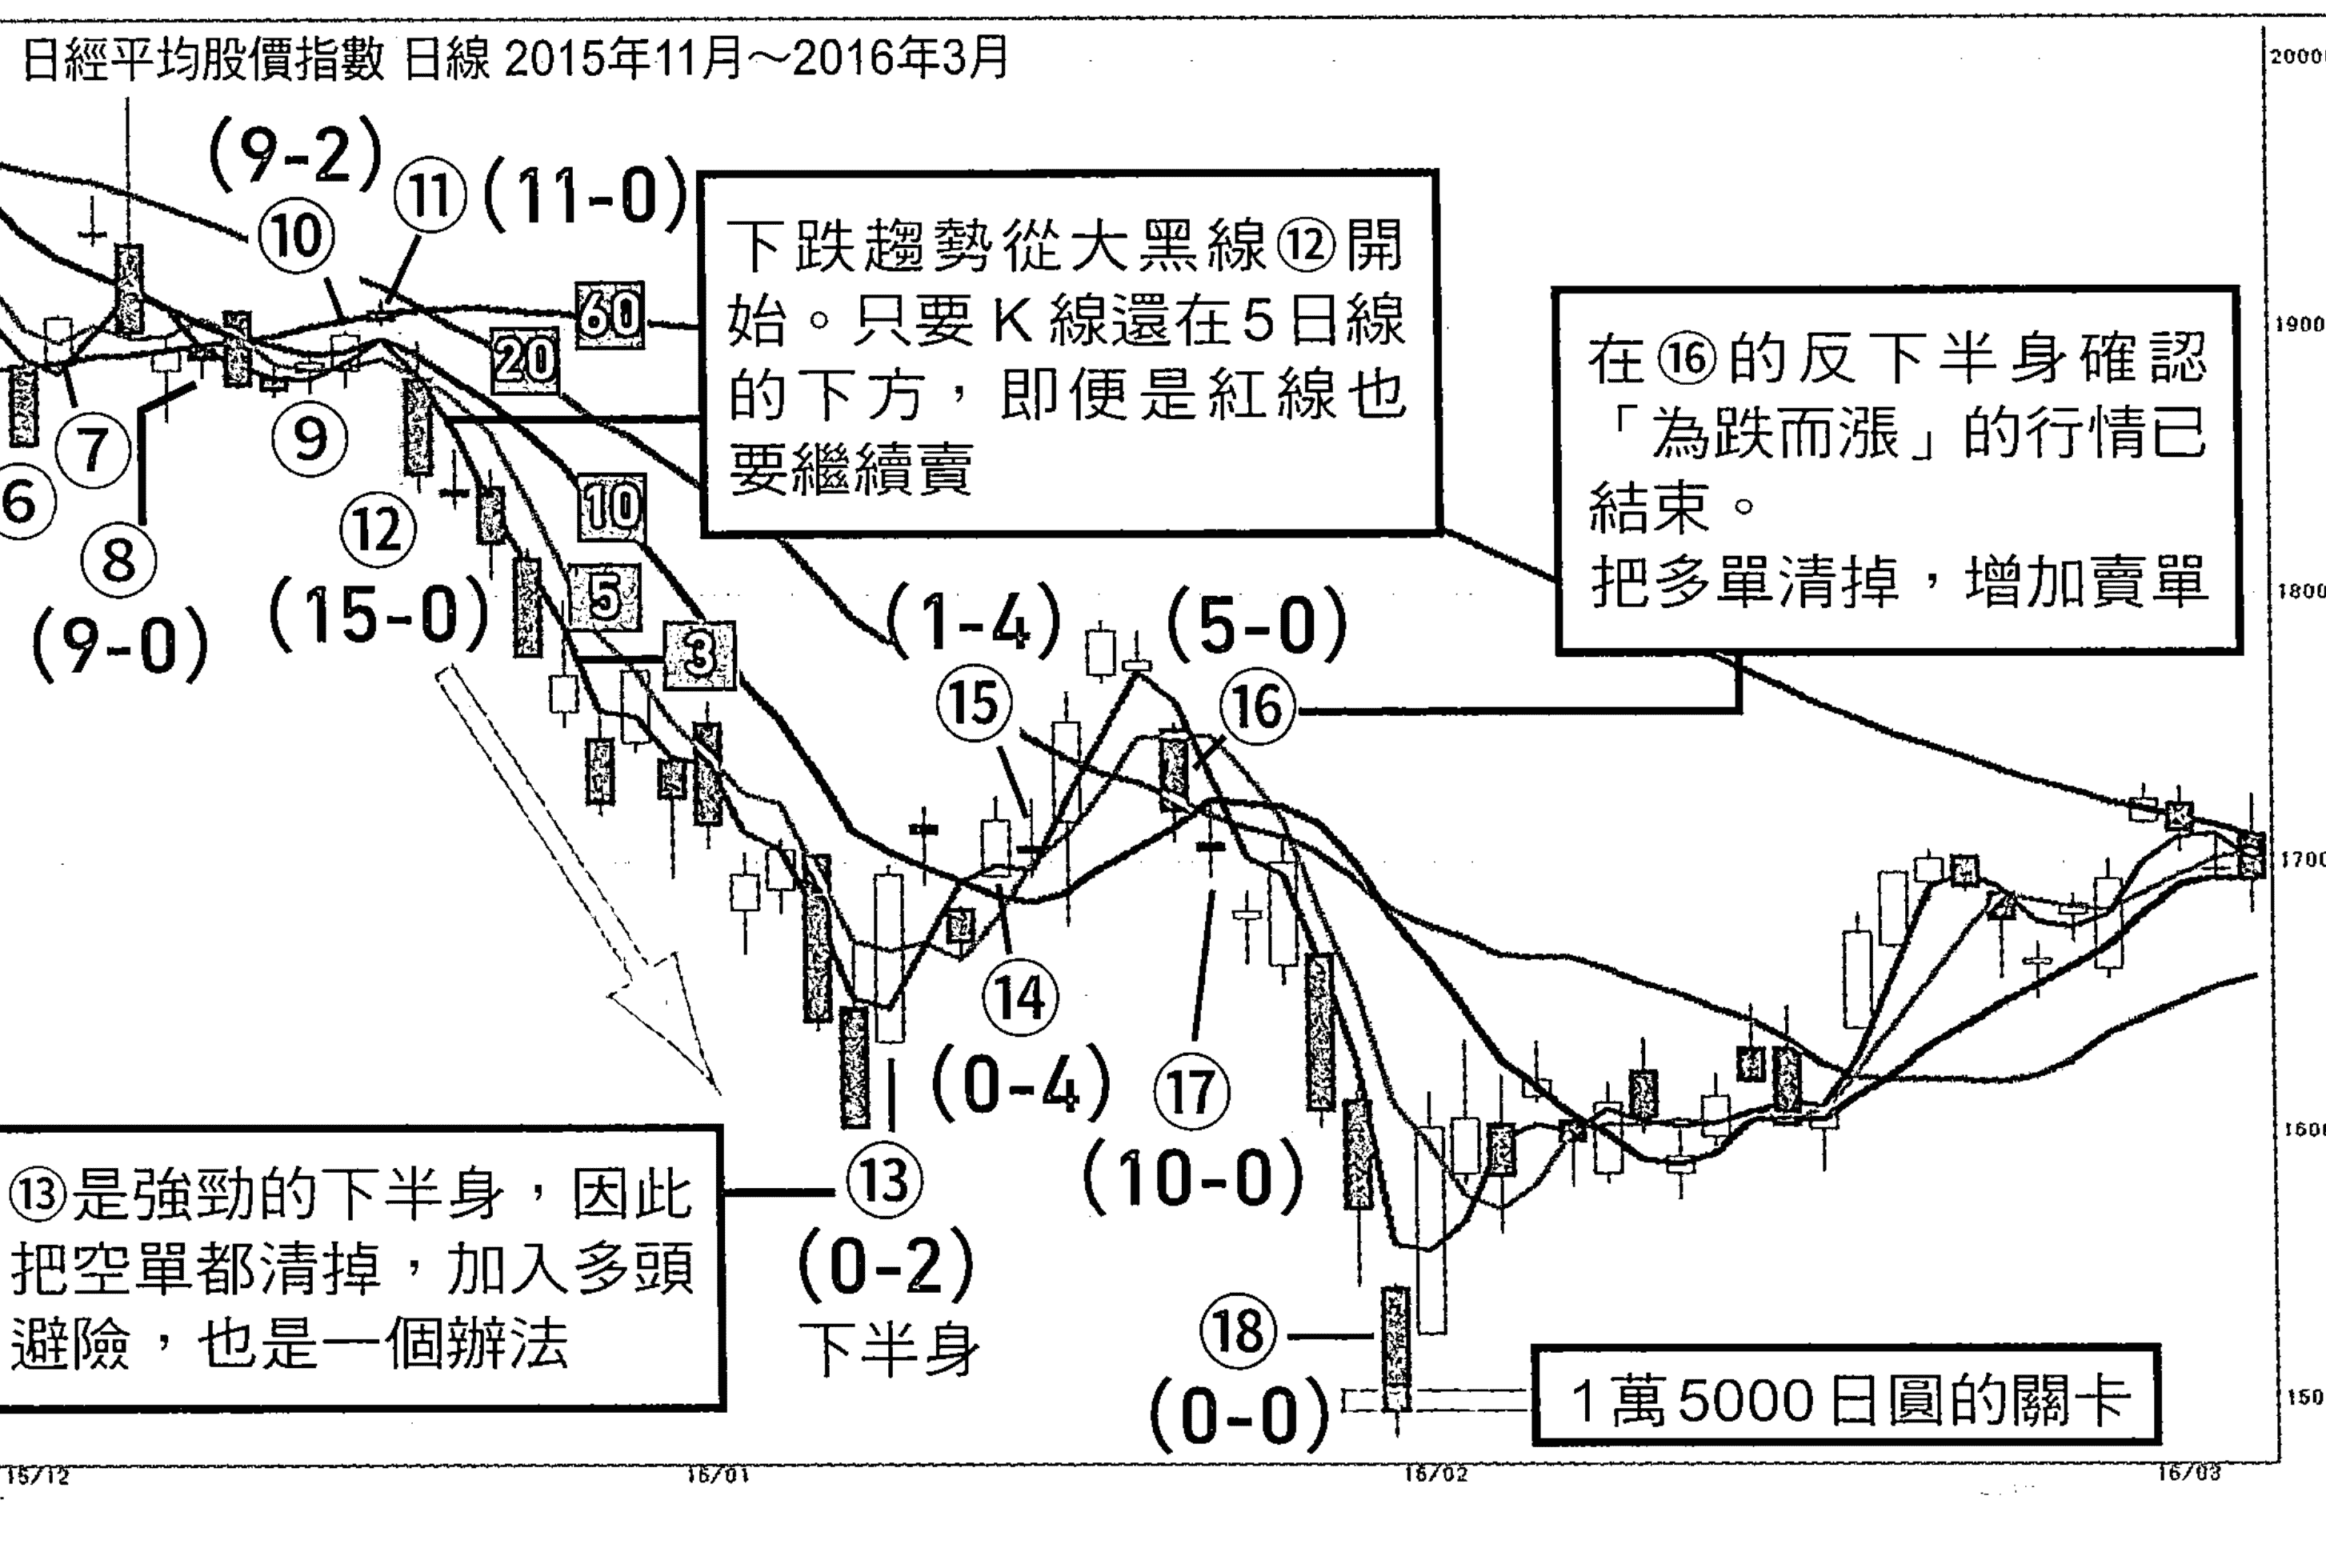 日經平均股價指數 日線 2015年11月～2016年3月
(9-2)
⑩
⑪ (11-0)
下跌趨勢從大黑線⑫開
始。只要 K 線還在5日線
的下方，即便是紅線也
要繼續賣
在⑯的反下半身確認
「為跌而漲」的行情已
結束。
把多單清掉，增加賣單
60
20
10
5
3
⑥
⑦
⑧
(9-0)
⑨
⑫
(15-0)
(1-4)
⑮
(5-0)
⑯
⑭
(0-4)
⑰
(10-0)
⑬是強勁的下半身，因此
把空單都清掉，加入多頭
避險，也是一個辦法
⑬
(0-2)
下半身
⑱
(0-0)
1萬5000日圓的關卡
2000
1900
1800
1700
1600
150
15/12
16/01
16/02
16/03